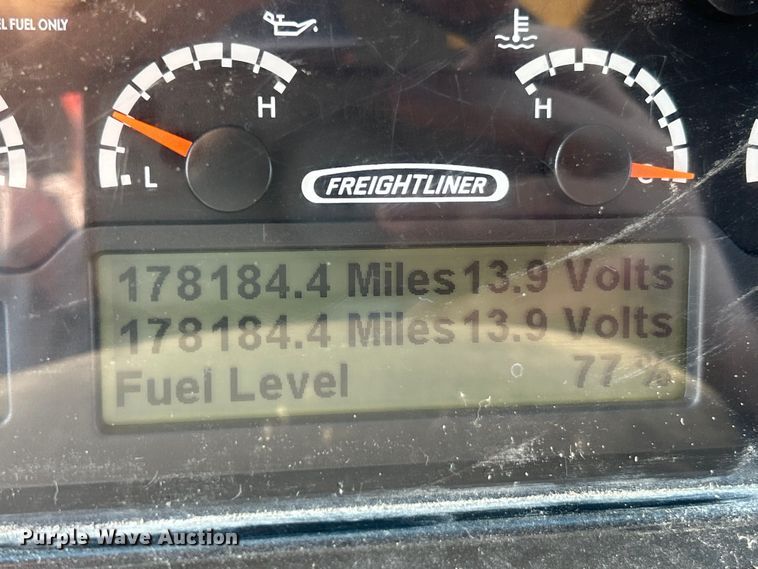 EL FUEL ONLY
H
H
L
C
FREIGHTLINER
178184.4 Miles 13.9 Volts
178184.4 Miles 13.9 Volts
Fuel Level 77 %
Purple Wave Auction